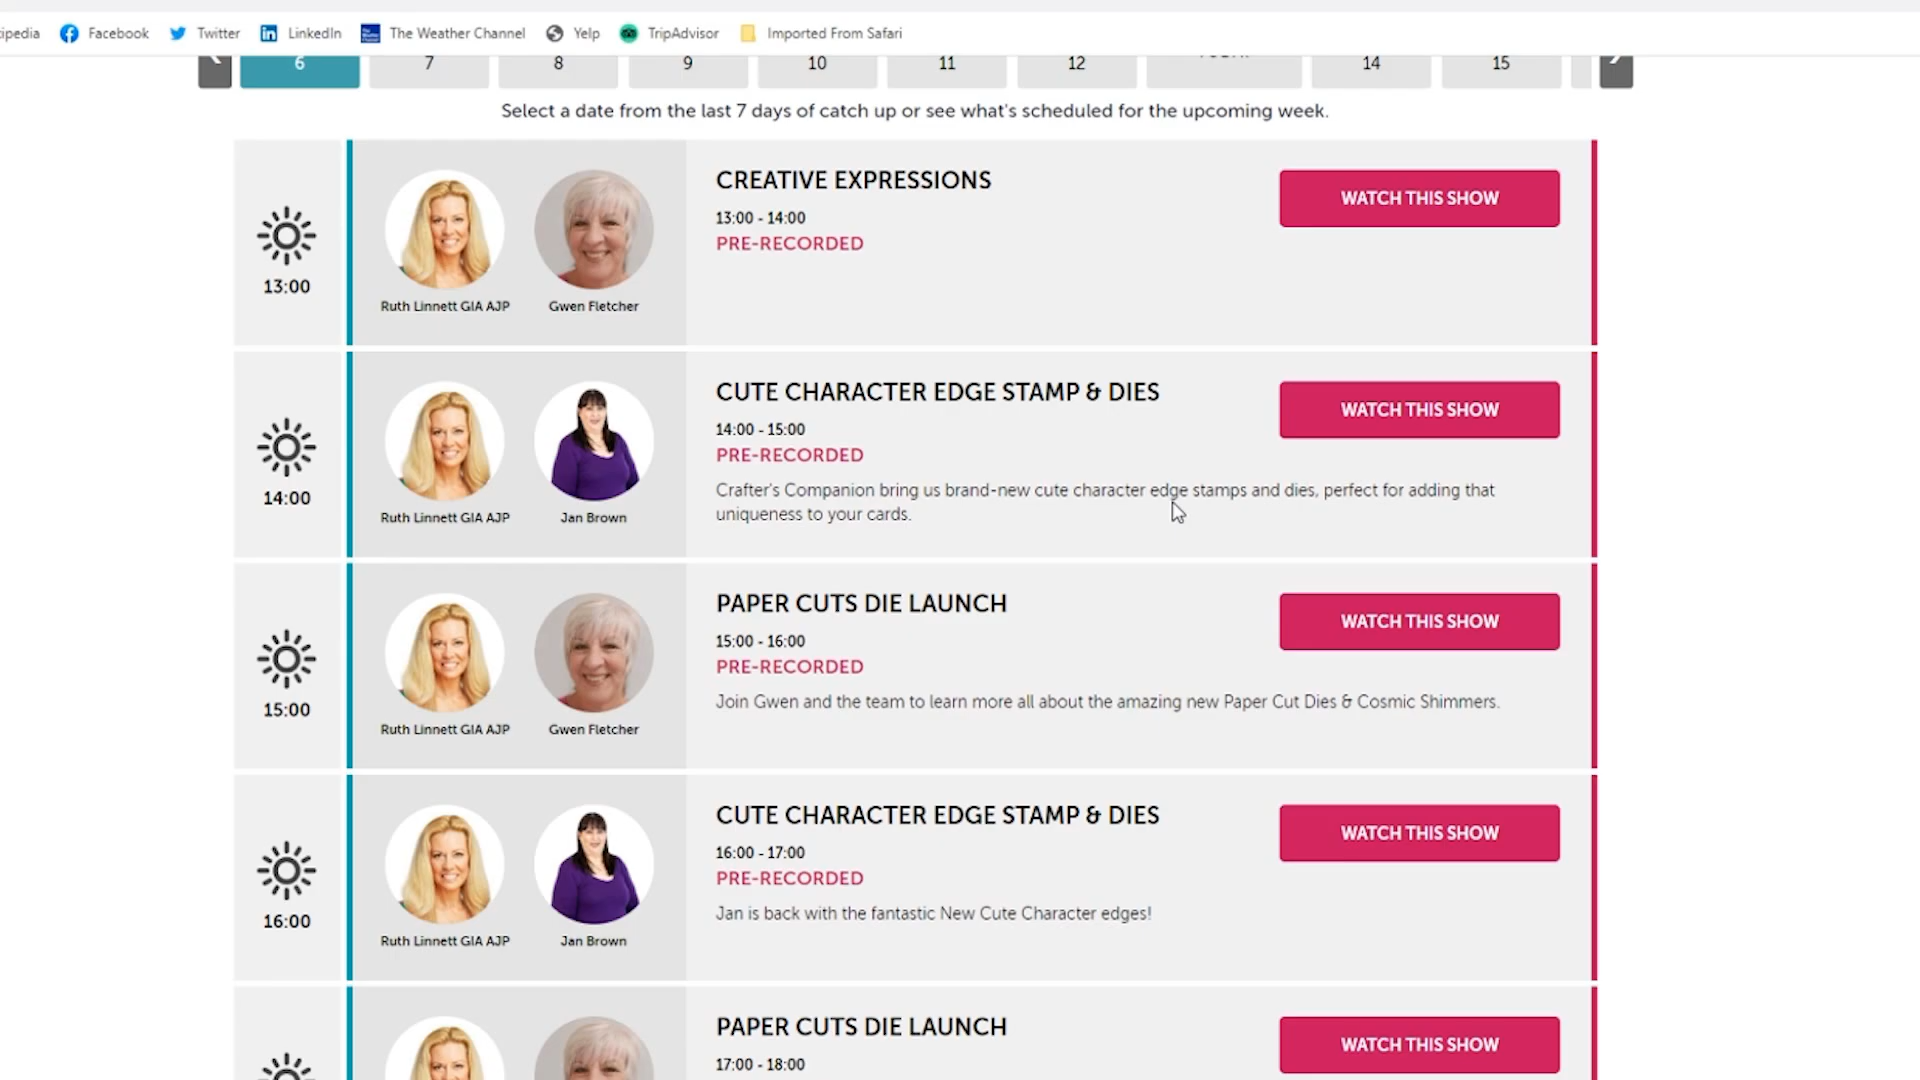 ipedia Facebook Twitter LinkedIn The Weather Channel Yelp TripAdvisor Imported From Safari
6 7 8 9 10 11 12 14 15
Select a date from the last 7 days of catch up or see what's scheduled for the upcoming week.
13:00
Ruth Linnett GIA AJP
Gwen Fletcher
CREATIVE EXPRESSIONS
13:00 - 14:00
PRE-RECORDED
WATCH THIS SHOW
14:00
Ruth Linnett GIA AJP
Jan Brown
CUTE CHARACTER EDGE STAMP & DIES
14:00 - 15:00
PRE-RECORDED
Crafter's Companion bring us brand-new cute character edge stamps and dies, perfect for adding that
uniqueness to your cards.
WATCH THIS SHOW
15:00
Ruth Linnett GIA AJP
Gwen Fletcher
PAPER CUTS DIE LAUNCH
15:00 - 16:00
PRE-RECORDED
Join Gwen and the team to learn more all about the amazing new Paper Cut Dies & Cosmic Shimmers.
WATCH THIS SHOW
16:00
Ruth Linnett GIA AJP
Jan Brown
CUTE CHARACTER EDGE STAMP & DIES
16:00 - 17:00
PRE-RECORDED
Jan is back with the fantastic New Cute Character edges!
WATCH THIS SHOW
PAPER CUTS DIE LAUNCH
17:00 - 18:00
WATCH THIS SHOW